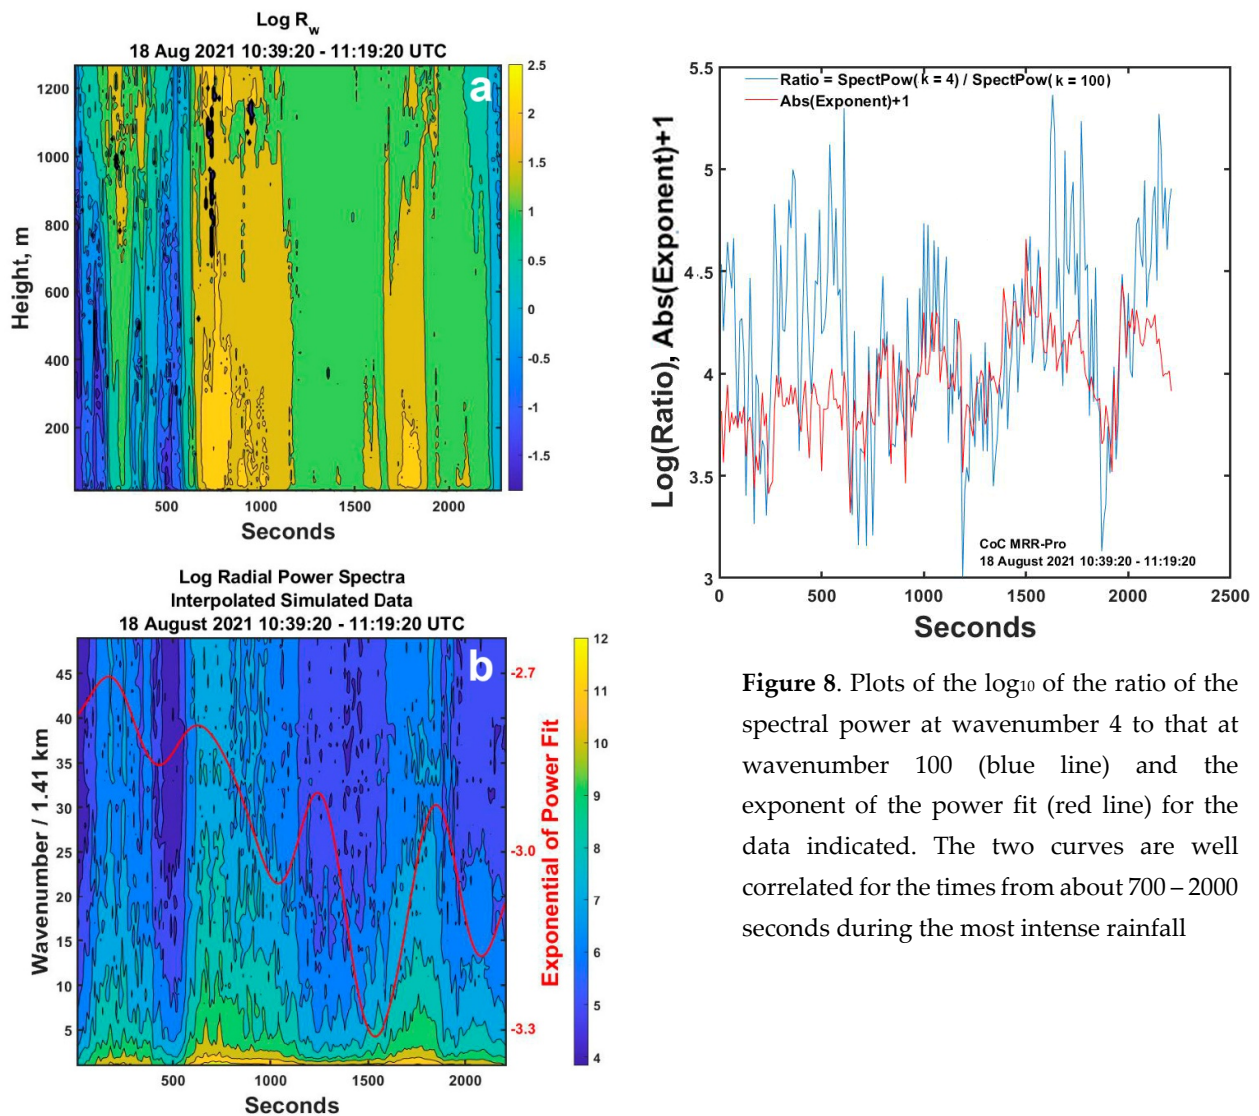 Log R_w
18 Aug 2021 10:39:20 - 11:19:20 UTC
a
Height, m
1200
1000
800
600
400
200
500
1000
1500
2000
Seconds
2.5
2
1.5
1
0.5
0
-0.5
-1
-1.5
Log Radial Power Spectra
Interpolated Simulated Data
18 August 2021 10:39:20 - 11:19:20 UTC
b
Wavenumber / 1.41 km
45
40
35
30
25
20
15
10
5
500
1000
1500
2000
Seconds
-2.7
-3.0
-3.3
Exponential of Power Fit
12
11
10
9
8
7
6
5
4
Ratio = SpectPow(k = 4) / SpectPow(k = 100)
Abs(Exponent)+1
Log(Ratio), Abs(Exponent)+1
5.5
5
4.5
4
3.5
3
0
500
1000
1500
2000
2500
CoC MRR-Pro
18 August 2021 10:39:20 - 11:19:20
Seconds
Figure 8. Plots of the log10 of the ratio of the
spectral power at wavenumber 4 to that at
wavenumber 100 (blue line) and the
exponent of the power fit (red line) for the
data indicated. The two curves are well
correlated for the times from about 700 – 2000
seconds during the most intense rainfall